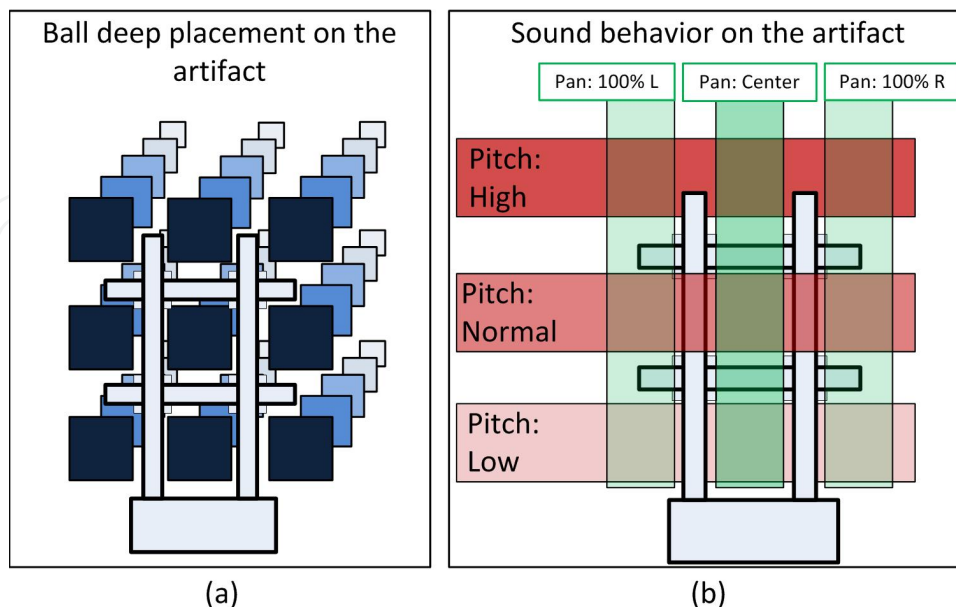 Ball deep placement on the
artifact
(a)
Sound behavior on the artifact
Pan: 100% L
Pan: Center
Pan: 100% R
Pitch:
High
Pitch:
Normal
Pitch:
Low
(b)